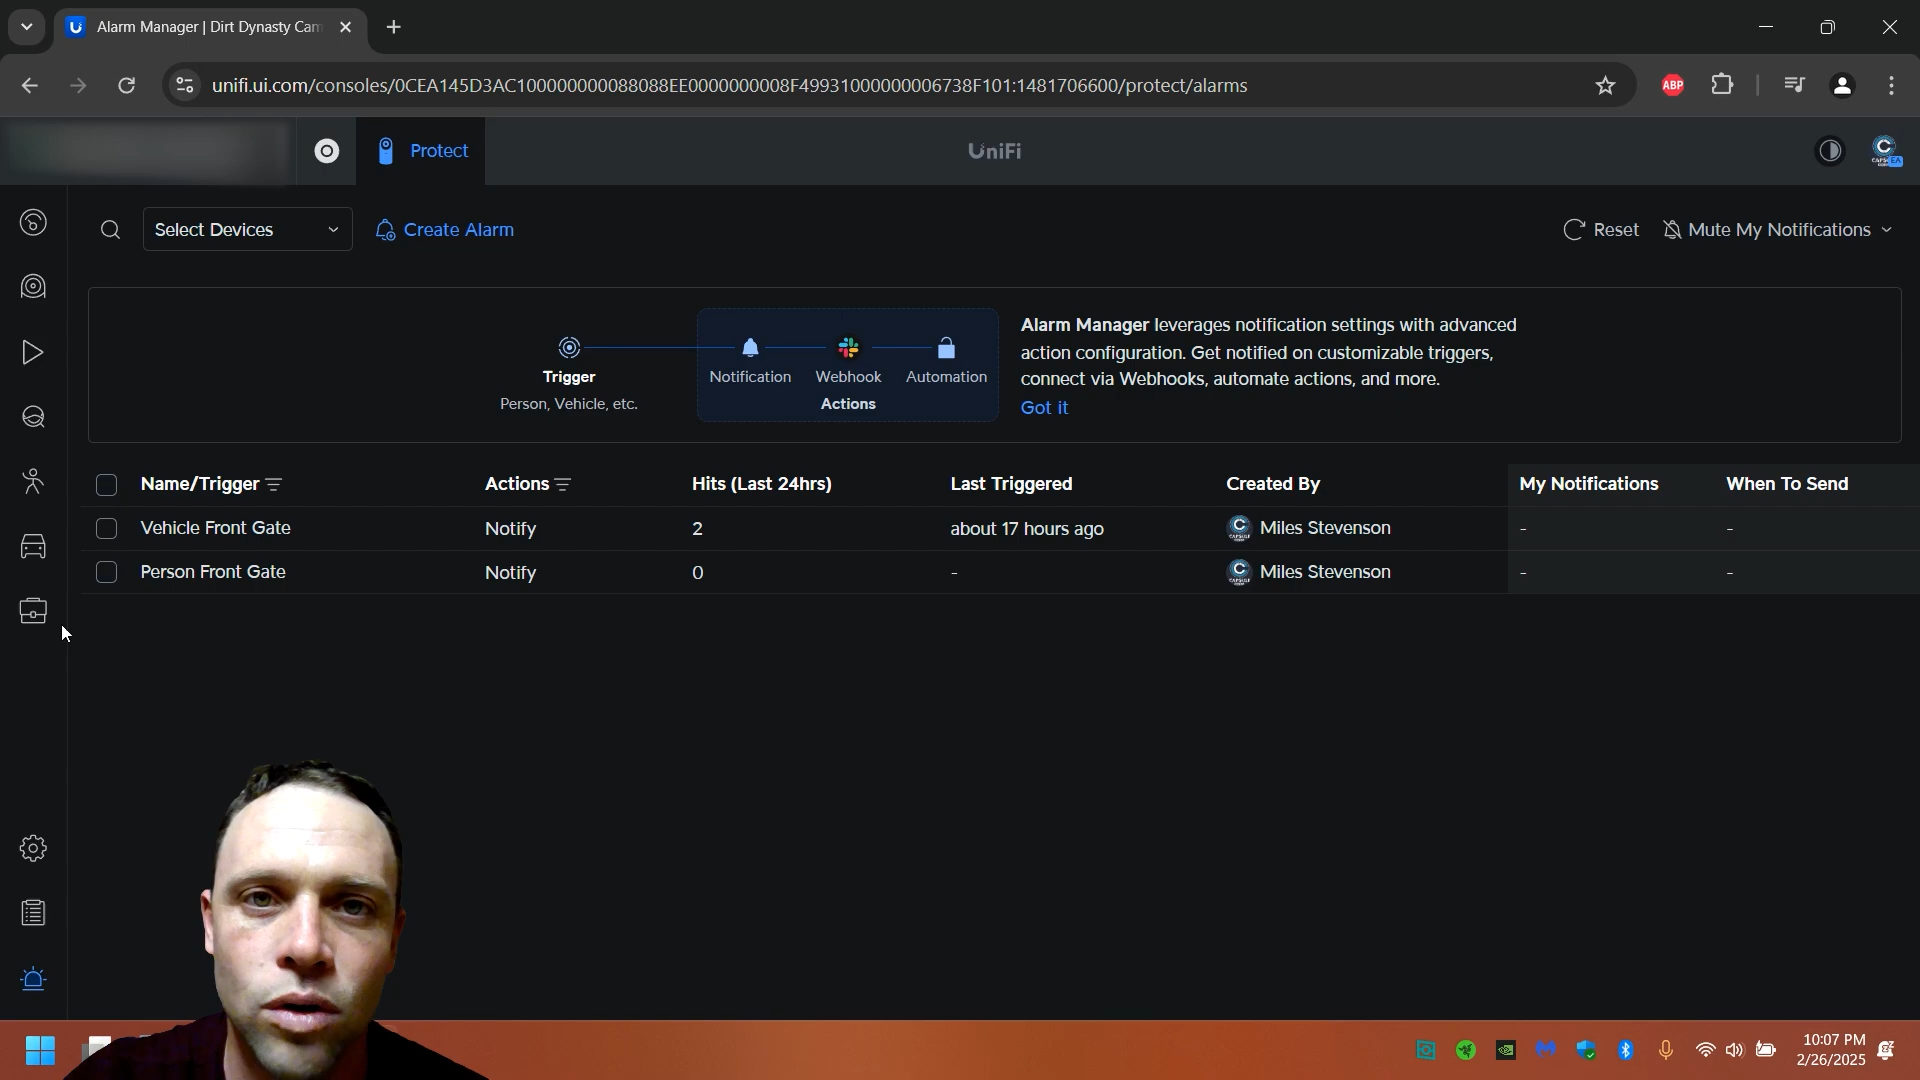 Alarm Manager | Dirt Dynasty Cam
unifi.ui.com/consoles/0CEA145D3AC100000000088088EE0000000008F49931000000006738F101:1481706600/protect/alarms
ABP
Protect
UniFi
EA
Select Devices
Create Alarm
Reset
Mute My Notifications
Trigger
Person, Vehicle, etc.
Notification
Webhook
Automation
Actions
Alarm Manager leverages notification settings with advanced
action configuration. Get notified on customizable triggers,
connect via Webhooks, automate actions, and more.
Got it
Name/Trigger Actions Hits (Last 24hrs) Last Triggered Created By My Notifications When To Send
Vehicle Front Gate Notify 2 about 17 hours ago Miles Stevenson - -
Person Front Gate Notify 0 - Miles Stevenson - -
10:07 PM
2/26/2025